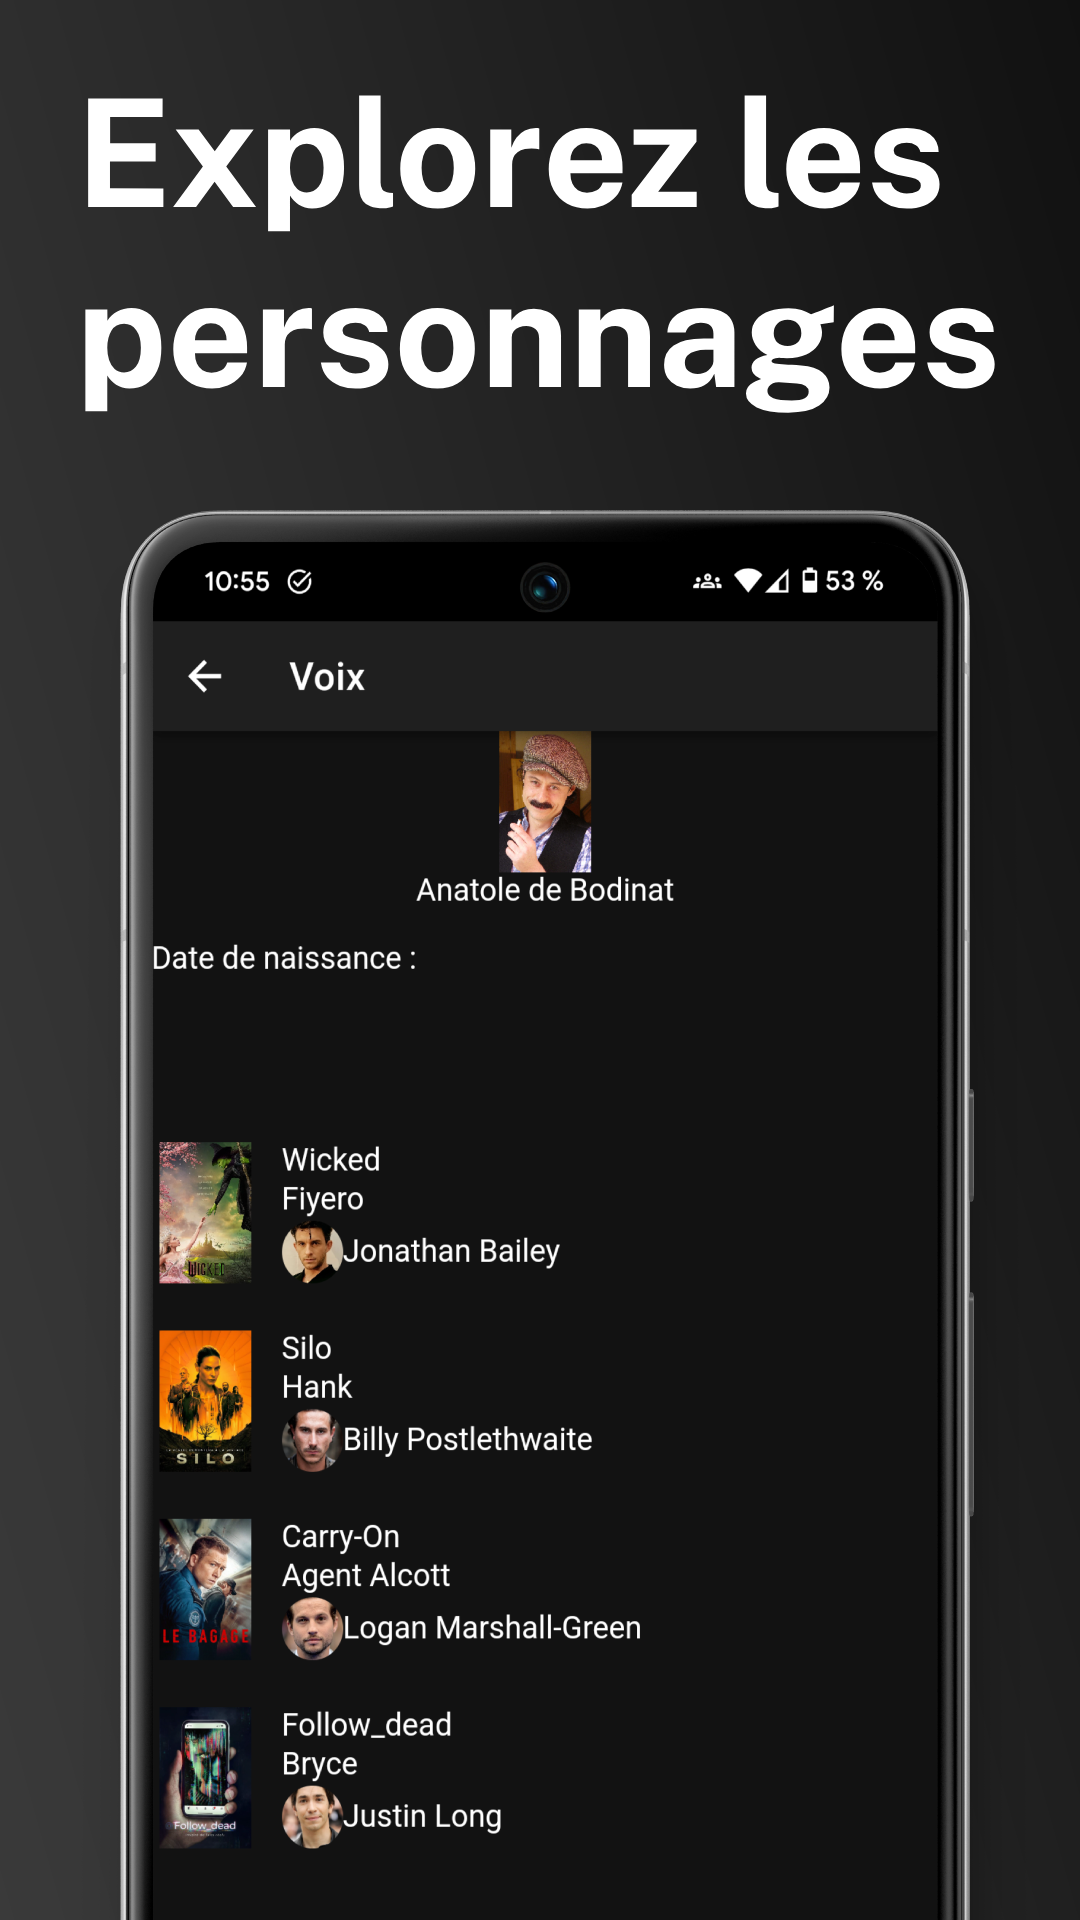 Explorez les
personnages
10:55
53 %
Voix
Anatole de Bodinat
Date de naissance :
Wicked
Fiyero
Jonathan Bailey
WICKED
Silo
Hank
Billy Postlethwaite
SILO
Carry-On
Agent Alcott
Logan Marshall-Green
LE BAGAGE
Follow_dead
Bryce
Justin Long
Follow_dead